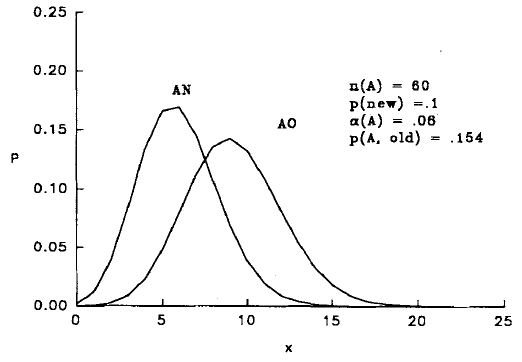 0.25
0.20
0.15
0.10
0.05
0.00
P
AN
AO
n(A) = 60
p(new) =.1
α(A) = .06
p(A, old) = .154
0 5 10 15 20 25
x